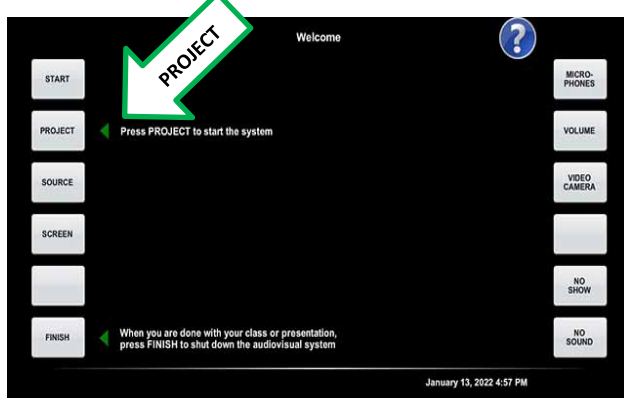 Welcome
?
PROJECT
START
MICRO-
PHONES
PROJECT
Press PROJECT to start the system
VOLUME
SOURCE
VIDEO
CAMERA
SCREEN
NO
SHOW
FINISH
When you are done with your class or presentation,
press FINISH to shut down the audiovisual system
NO
SOUND
January 13, 2022 4:57 PM